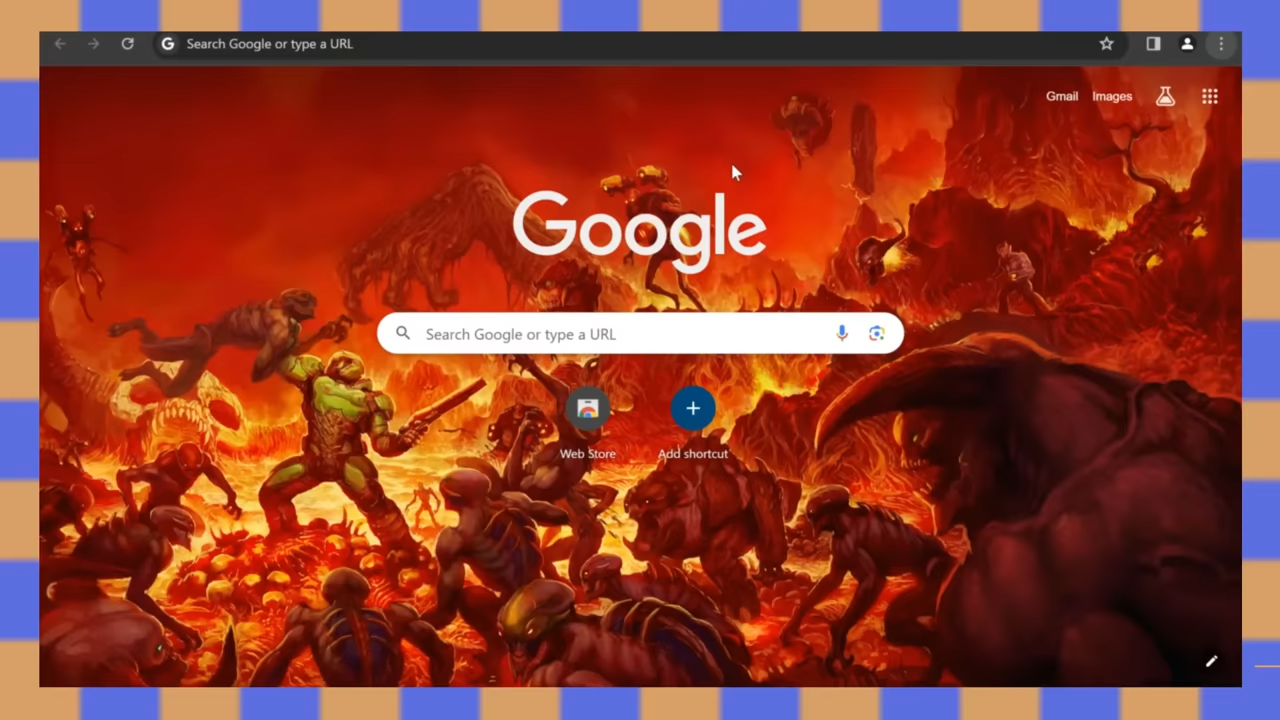 Search Google or type a URL
Gmail Images
Google
Search Google or type a URL
Web Store
Add shortcut